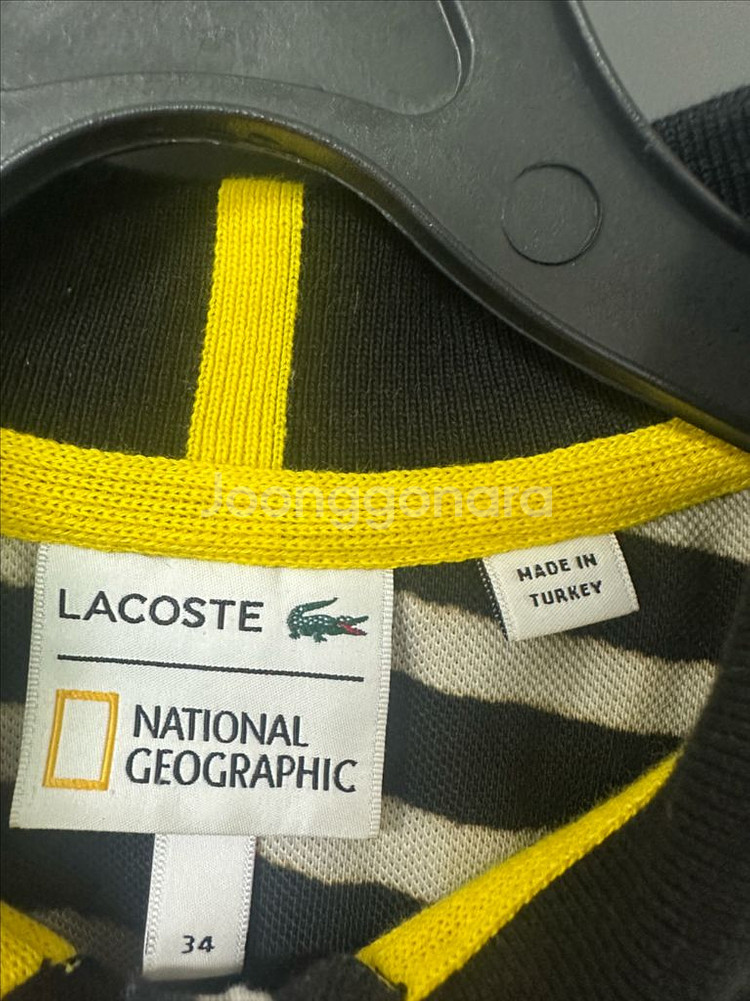 Joonggonara
LACOSTE
MADE IN
TURKEY
NATIONAL
GEOGRAPHIC
34